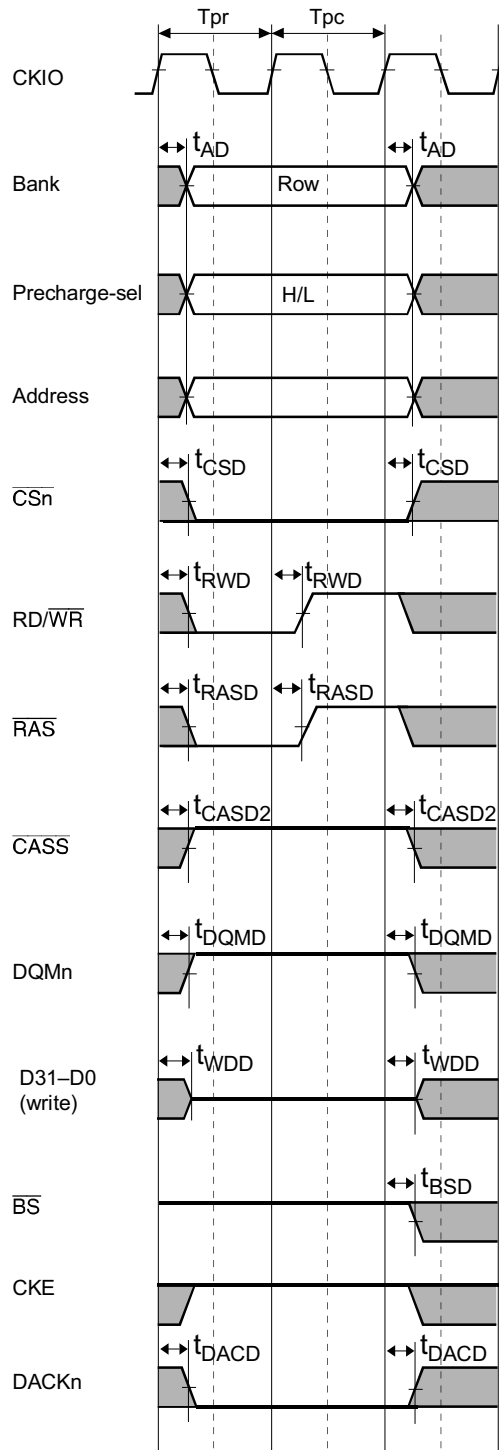 Tpr Tpc
CKIO
tAD tAD
Bank Row
Precharge-sel H/L
Address
tCSD tCSD
CSn
tRWD tRWD
RD/WR
tRASD tRASD
RAS
tCASD2 tCASD2
CASS
tDQMD tDQMD
DQMn
tWDD tWDD
D31–D0
(write)
tBSD
BS
CKE
tDACD tDACD
DACKn